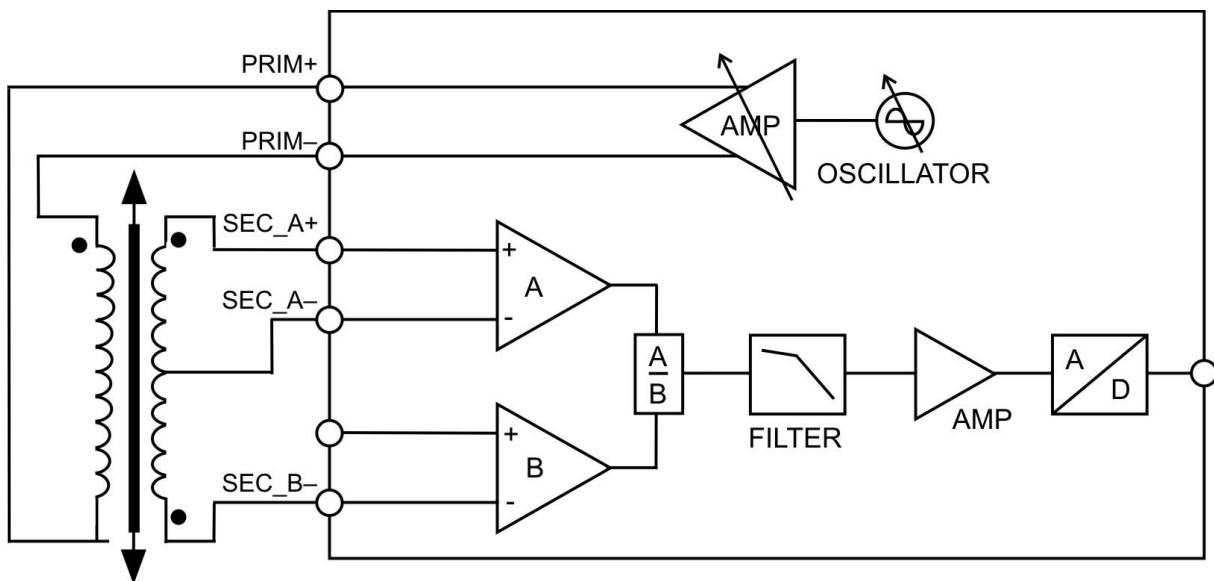 PRIM+
AMP
OSCILLATOR
PRIM–
SEC_A+
+
A
-
SEC_A–
A
B
FILTER
AMP
A
D
+
B
-
SEC_B–